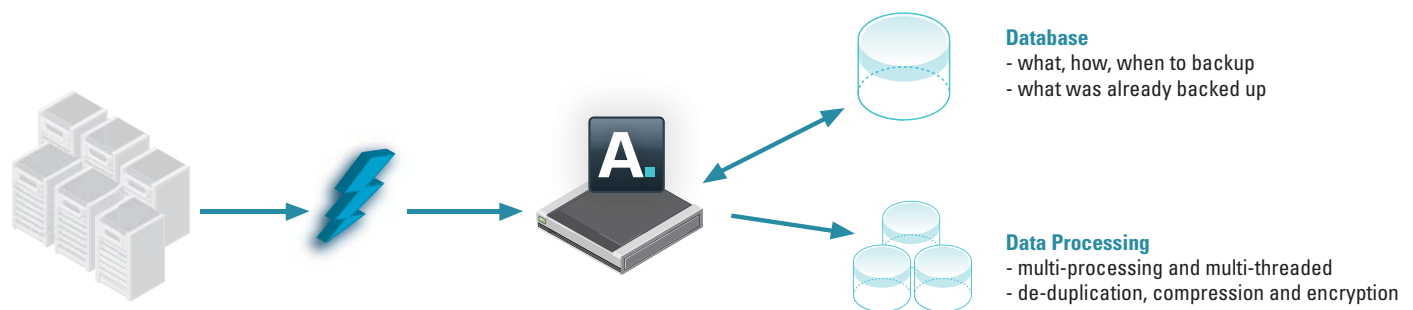 A.
Database
- what, how, when to backup
- what was already backed up
Data Processing
- multi-processing and multi-threaded
- de-duplication, compression and encryption